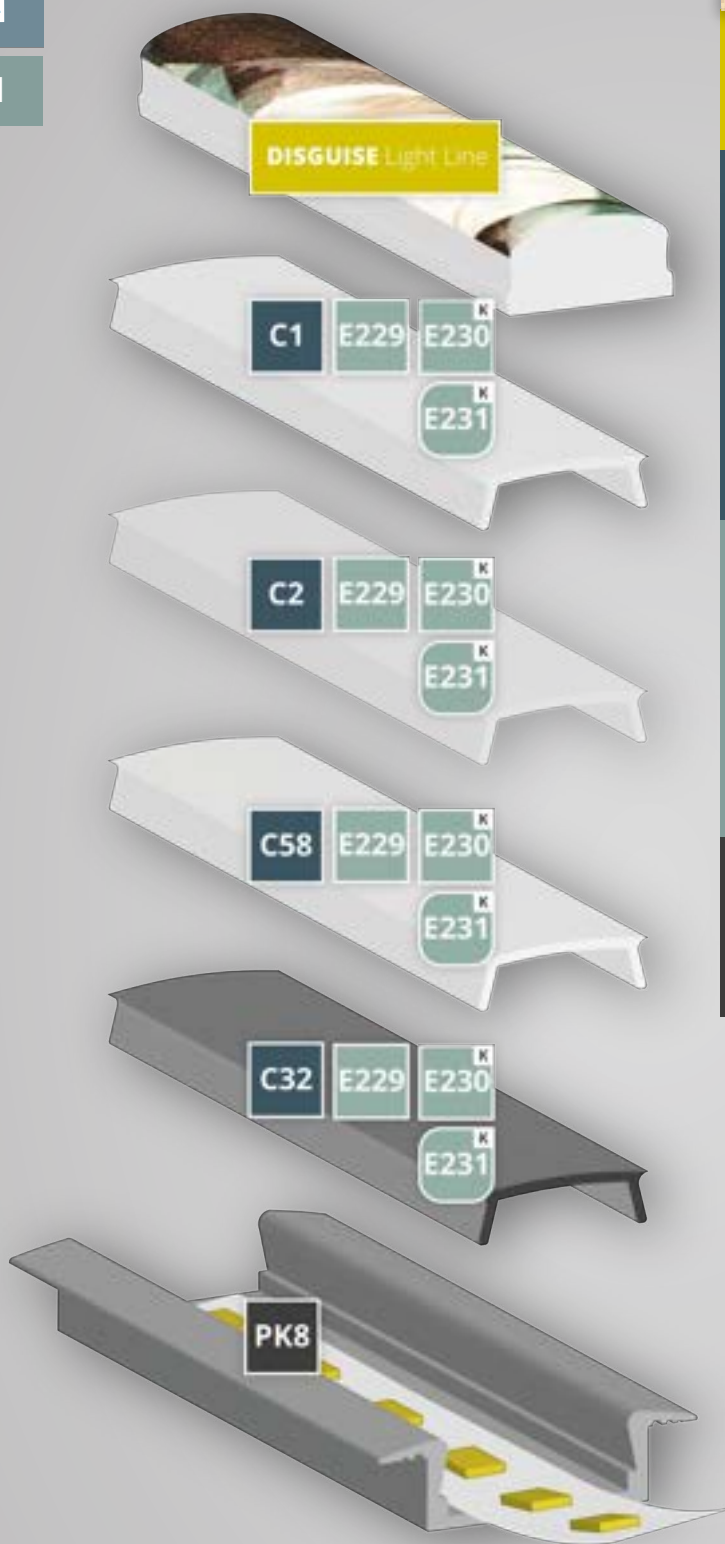 DISGUISE Light Line
C1 E229 E230 K
E231 K
C2 E229 E230 K
E231 K
C58 E229 E230 K
E231 K
C32 E229 E230 K
E231 K
PK8